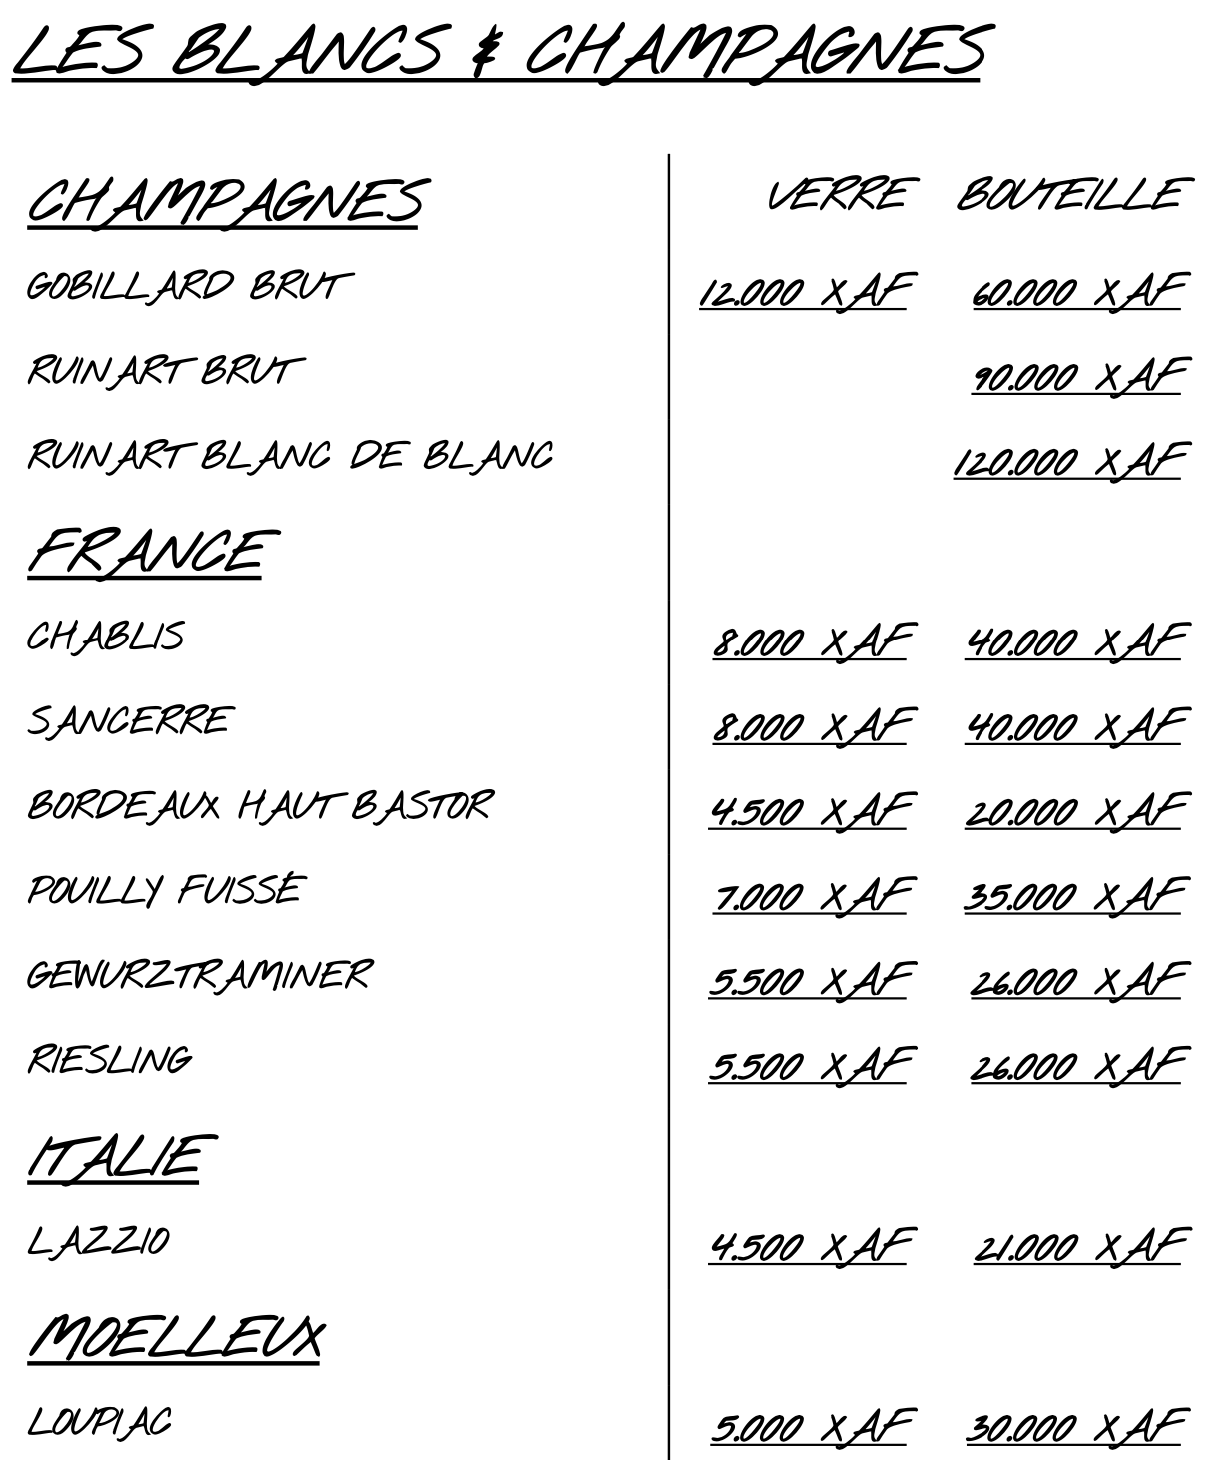 LES BLANCS & CHAMPAGNES
CHAMPAGNES VERRE BOUTEILLE
GOBILLARD BRUT 12.000 XAF 60.000 XAF
RUINART BRUT 90.000 XAF
RUINART BLANC DE BLANC 120.000 XAF
FRANCE
CHABLIS 8.000 XAF 40.000 XAF
SANCERRE 8.000 XAF 40.000 XAF
BORDEAUX HAUT BASTOR 4.500 XAF 20.000 XAF
POUILLY FUISSÉ 7.000 XAF 35.000 XAF
GEWURZTRAMINER 5.500 XAF 26.000 XAF
RIESLING 5.500 XAF 26.000 XAF
ITALIE
LAZZIO 4.500 XAF 21.000 XAF
MOELLEUX
LOUPIAC 5.000 XAF 30.000 XAF